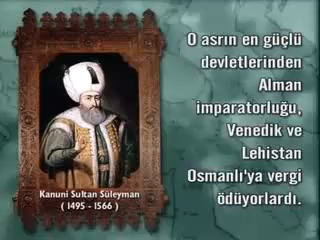 O asrın en güçlü
devletlerinden
Alman
imparatorluğu,
Venedik ve
Lehistan
Osmanlı'ya vergi
ödüyorlardı.
Kanuni Sultan Süleyman
( 1495 - 1566 )